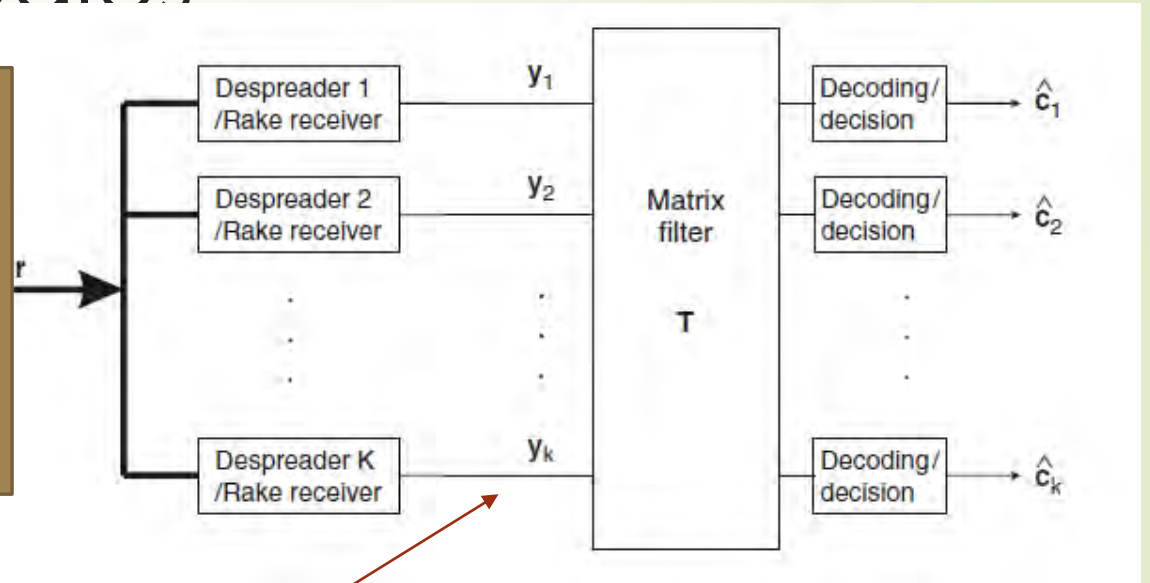 r
Despreader 1
/Rake receiver
y₁
Decoding/
decision
ĉ₁
Despreader 2
/Rake receiver
y₂
Matrix
filter
T
Decoding/
decision
ĉ₂
Despreader K
/Rake receiver
yₖ
Decoding/
decision
ĉₖ